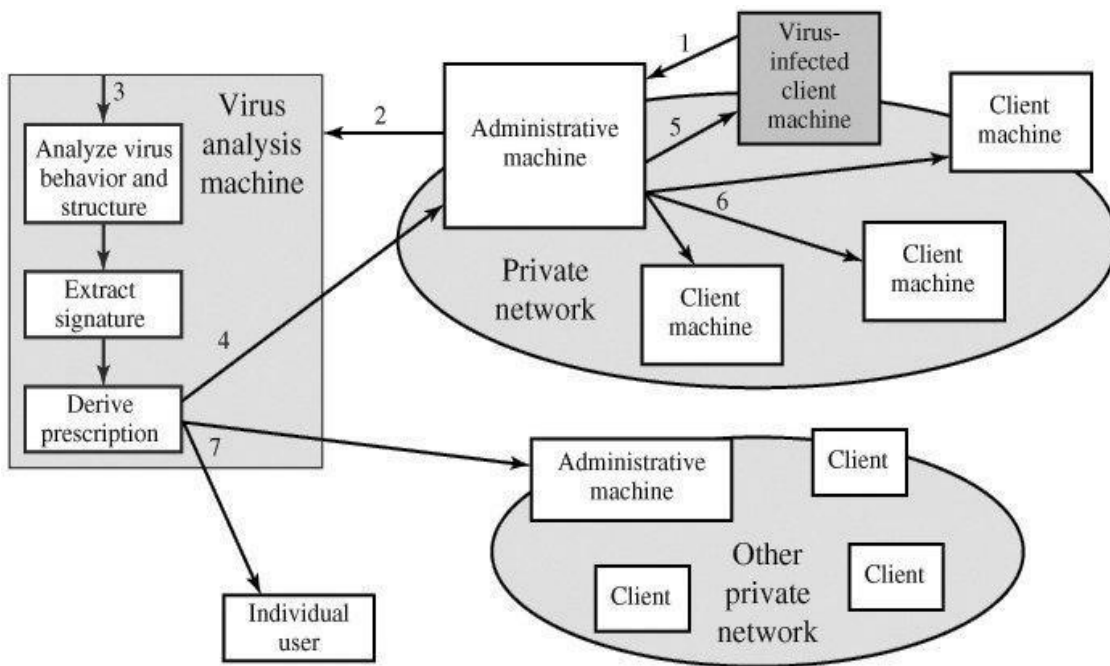 3
Virus
analysis
machine
Analyze virus
behavior and
structure
Extract
signature
Derive
prescription
2
4
7
Individual
user
Administrative
machine
1
Virus-
infected
client
machine
5
6
Client
machine
Client
machine
Client
machine
Private
network
Administrative
machine
Client
Client
Client
Other
private
network